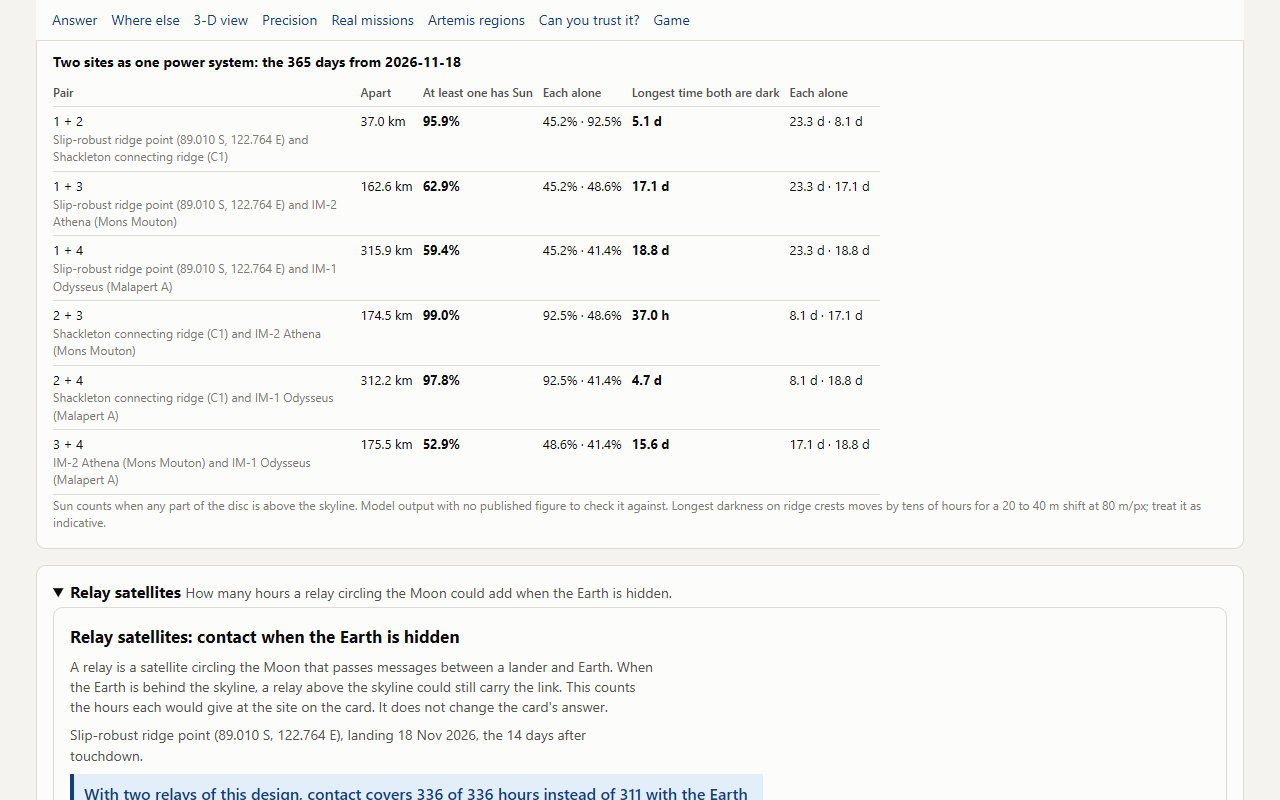 Answer Where else 3-D view Precision Real missions Artemis regions Can you trust it? Game
Two sites as one power system: the 365 days from 2026-11-18
Pair Apart At least one has Sun Each alone Longest time both are dark Each alone
1 + 2 37.0 km 95.9% 45.2% · 92.5% 5.1 d 23.3 d · 8.1 d
Slip-robust ridge point (89.010 S, 122.764 E) and
Shackleton connecting ridge (C1)
1 + 3 162.6 km 62.9% 45.2% · 48.6% 17.1 d 23.3 d · 17.1 d
Slip-robust ridge point (89.010 S, 122.764 E) and IM-2
Athena (Mons Mouton)
1 + 4 315.9 km 59.4% 45.2% · 41.4% 18.8 d 23.3 d · 18.8 d
Slip-robust ridge point (89.010 S, 122.764 E) and IM-1
Odysseus (Malapert A)
2 + 3 174.5 km 99.0% 92.5% · 48.6% 37.0 h 8.1 d · 17.1 d
Shackleton connecting ridge (C1) and IM-2 Athena
(Mons Mouton)
2 + 4 312.2 km 97.8% 92.5% · 41.4% 4.7 d 8.1 d · 18.8 d
Shackleton connecting ridge (C1) and IM-1 Odysseus
(Malapert A)
3 + 4 175.5 km 52.9% 48.6% · 41.4% 15.6 d 17.1 d · 18.8 d
IM-2 Athena (Mons Mouton) and IM-1 Odysseus
(Malapert A)
Sun counts when any part of the disc is above the skyline. Model output with no published figure to check it against. Longest darkness on ridge crests moves by tens of hours for a 20 to 40 m shift at 80 m/px; treat it as
indicative.
▼ Relay satellites How many hours a relay circling the Moon could add when the Earth is hidden.
Relay satellites: contact when the Earth is hidden
A relay is a satellite circling the Moon that passes messages between a lander and Earth. When
the Earth is behind the skyline, a relay above the skyline could still carry the link. This counts
the hours each would give at the site on the card. It does not change the card's answer.
Slip-robust ridge point (89.010 S, 122.764 E), landing 18 Nov 2026, the 14 days after
touchdown.
With two relays of this design, contact covers 336 of 336 hours instead of 311 with the Earth